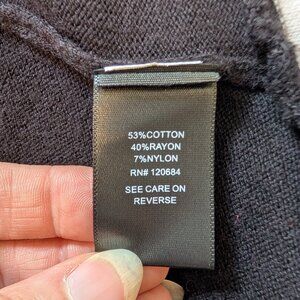 53%COTTON
40%RAYON
7%NYLON
RN# 120684
SEE CARE ON
REVERSE